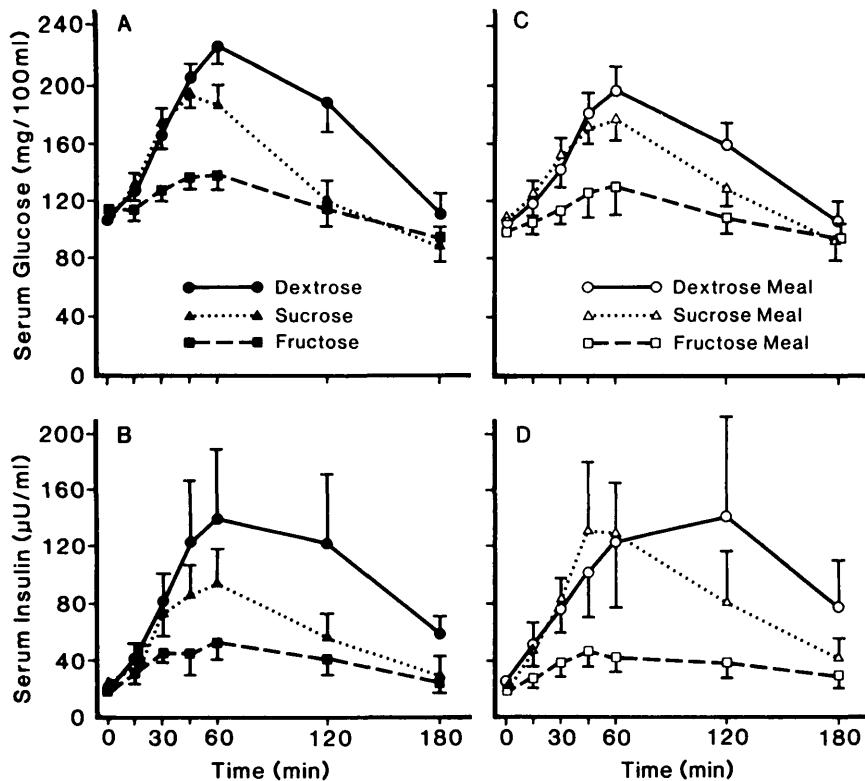 A
Serum Glucose (mg/100ml)
240
200
160
120
80
40
0
Dextrose
Sucrose
Fructose
C
Dextrose Meal
Sucrose Meal
Fructose Meal
B
Serum Insulin (μU/ml)
200
160
120
80
40
0
0 30 60 120 180
Time (min)
D
0 30 60 120 180
Time (min)